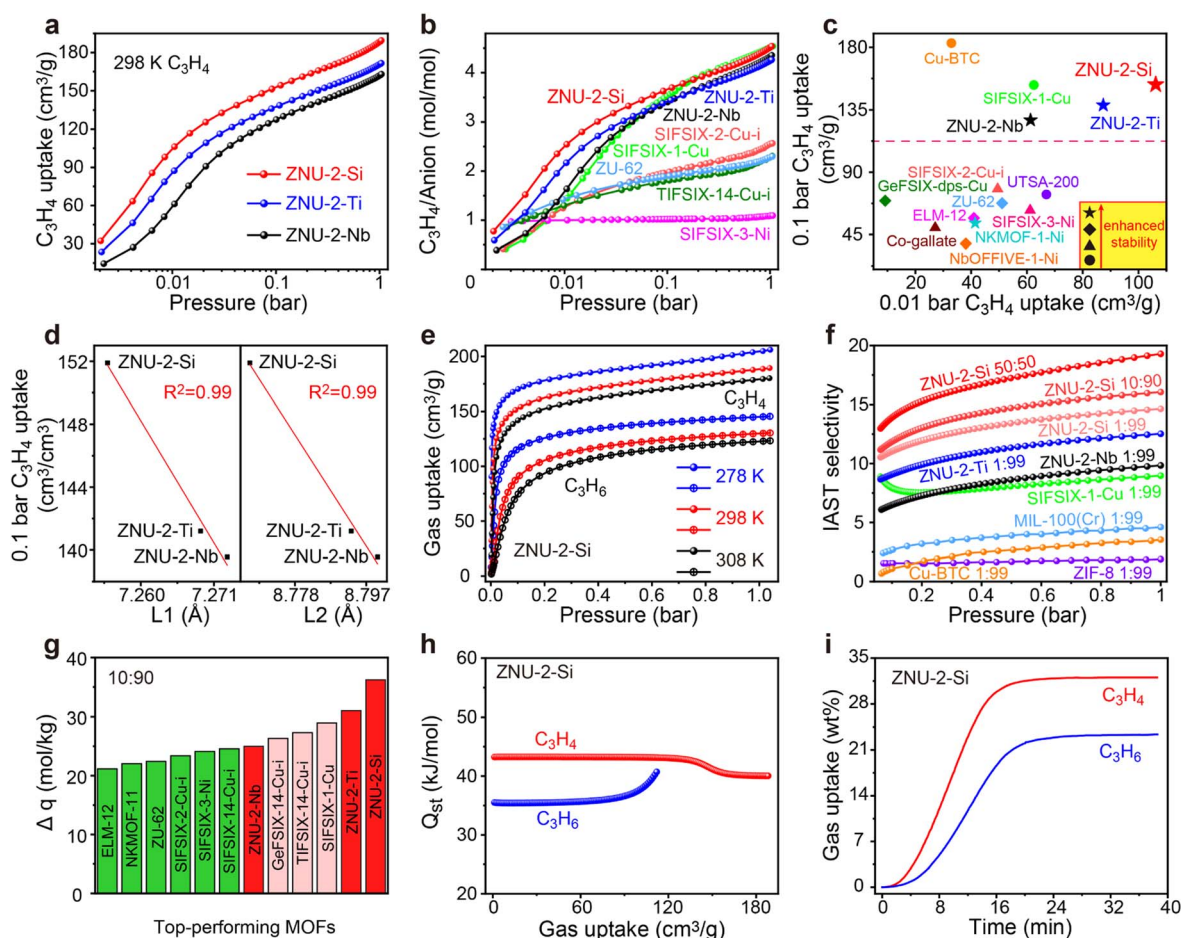 a
C₃H₄ uptake (cm³/g)
180
150
120
90
60
30
298 K C₃H₄
ZNU-2-Si
ZNU-2-Ti
ZNU-2-Nb
0.01
0.1
1
Pressure (bar)
b
C₃H₄/Anion (mol/mol)
4
3
2
1
0
ZNU-2-Si
ZNU-2-Ti
ZNU-2-Nb
SIFSIX-2-Cu-i
SIFSIX-1-Cu
ZU-62
TIFSIX-14-Cu-i
SIFSIX-3-Ni
0.01
0.1
1
Pressure (bar)
c
0.1 bar C₃H₄ uptake
(cm³/g)
180
135
90
45
Cu-BTC
ZNU-2-Si
SIFSIX-1-Cu
ZNU-2-Nb
ZNU-2-Ti
SIFSIX-2-Cu-i
GeFSIX-dps-Cu
UTSA-200
ZU-62
ELM-12
SIFSIX-3-Ni
NKMOF-1-Ni
Co-gallate
NbOFFIVE-1-Ni
enhanced
stability
20 40 60 80 100
0.01 bar C₃H₄ uptake (cm³/g)
d
0.1 bar C₃H₄ uptake
(cm³/cm³)
152
148
144
140
ZNU-2-Si
R²=0.99
ZNU-2-Ti
ZNU-2-Nb
7.260 7.271
L1 (Å)
ZNU-2-Si
R²=0.99
ZNU-2-Ti
ZNU-2-Nb
8.778 8.797
L2 (Å)
e
Gas uptake (cm³/g)
200
150
100
50
0
C₃H₄
C₃H₆
278 K
298 K
308 K
ZNU-2-Si
0.0 0.2 0.4 0.6 0.8 1.0
Pressure (bar)
f
IAST selectivity
20
15
10
5
0
ZNU-2-Si 50:50
ZNU-2-Si 10:90
ZNU-2-Si 1:99
ZNU-2-Ti 1:99
ZNU-2-Nb 1:99
SIFSIX-1-Cu 1:99
MIL-100(Cr) 1:99
Cu-BTC 1:99
ZIF-8 1:99
0.2 0.4 0.6 0.8 1
Pressure (bar)
g
Δ q (mol/kg)
40
30
20
10
0
10:90
ELM-12
NKMOF-11
ZU-62
SIFSIX-2-Cu-i
SIFSIX-3-Ni
SIFSIX-14-Cu-i
ZNU-2-Nb
GeFSIX-14-Cu-i
TIFSIX-14-Cu-i
SIFSIX-1-Cu
ZNU-2-Ti
ZNU-2-Si
Top-performing MOFs
h
Qst (kJ/mol)
60
50
40
30
20
ZNU-2-Si
C₃H₄
C₃H₆
0 60 120 180
Gas uptake (cm³/g)
i
Gas uptake (wt%)
35
28
21
14
7
0
ZNU-2-Si
C₃H₄
C₃H₆
0 8 16 24 32 40
Time (min)